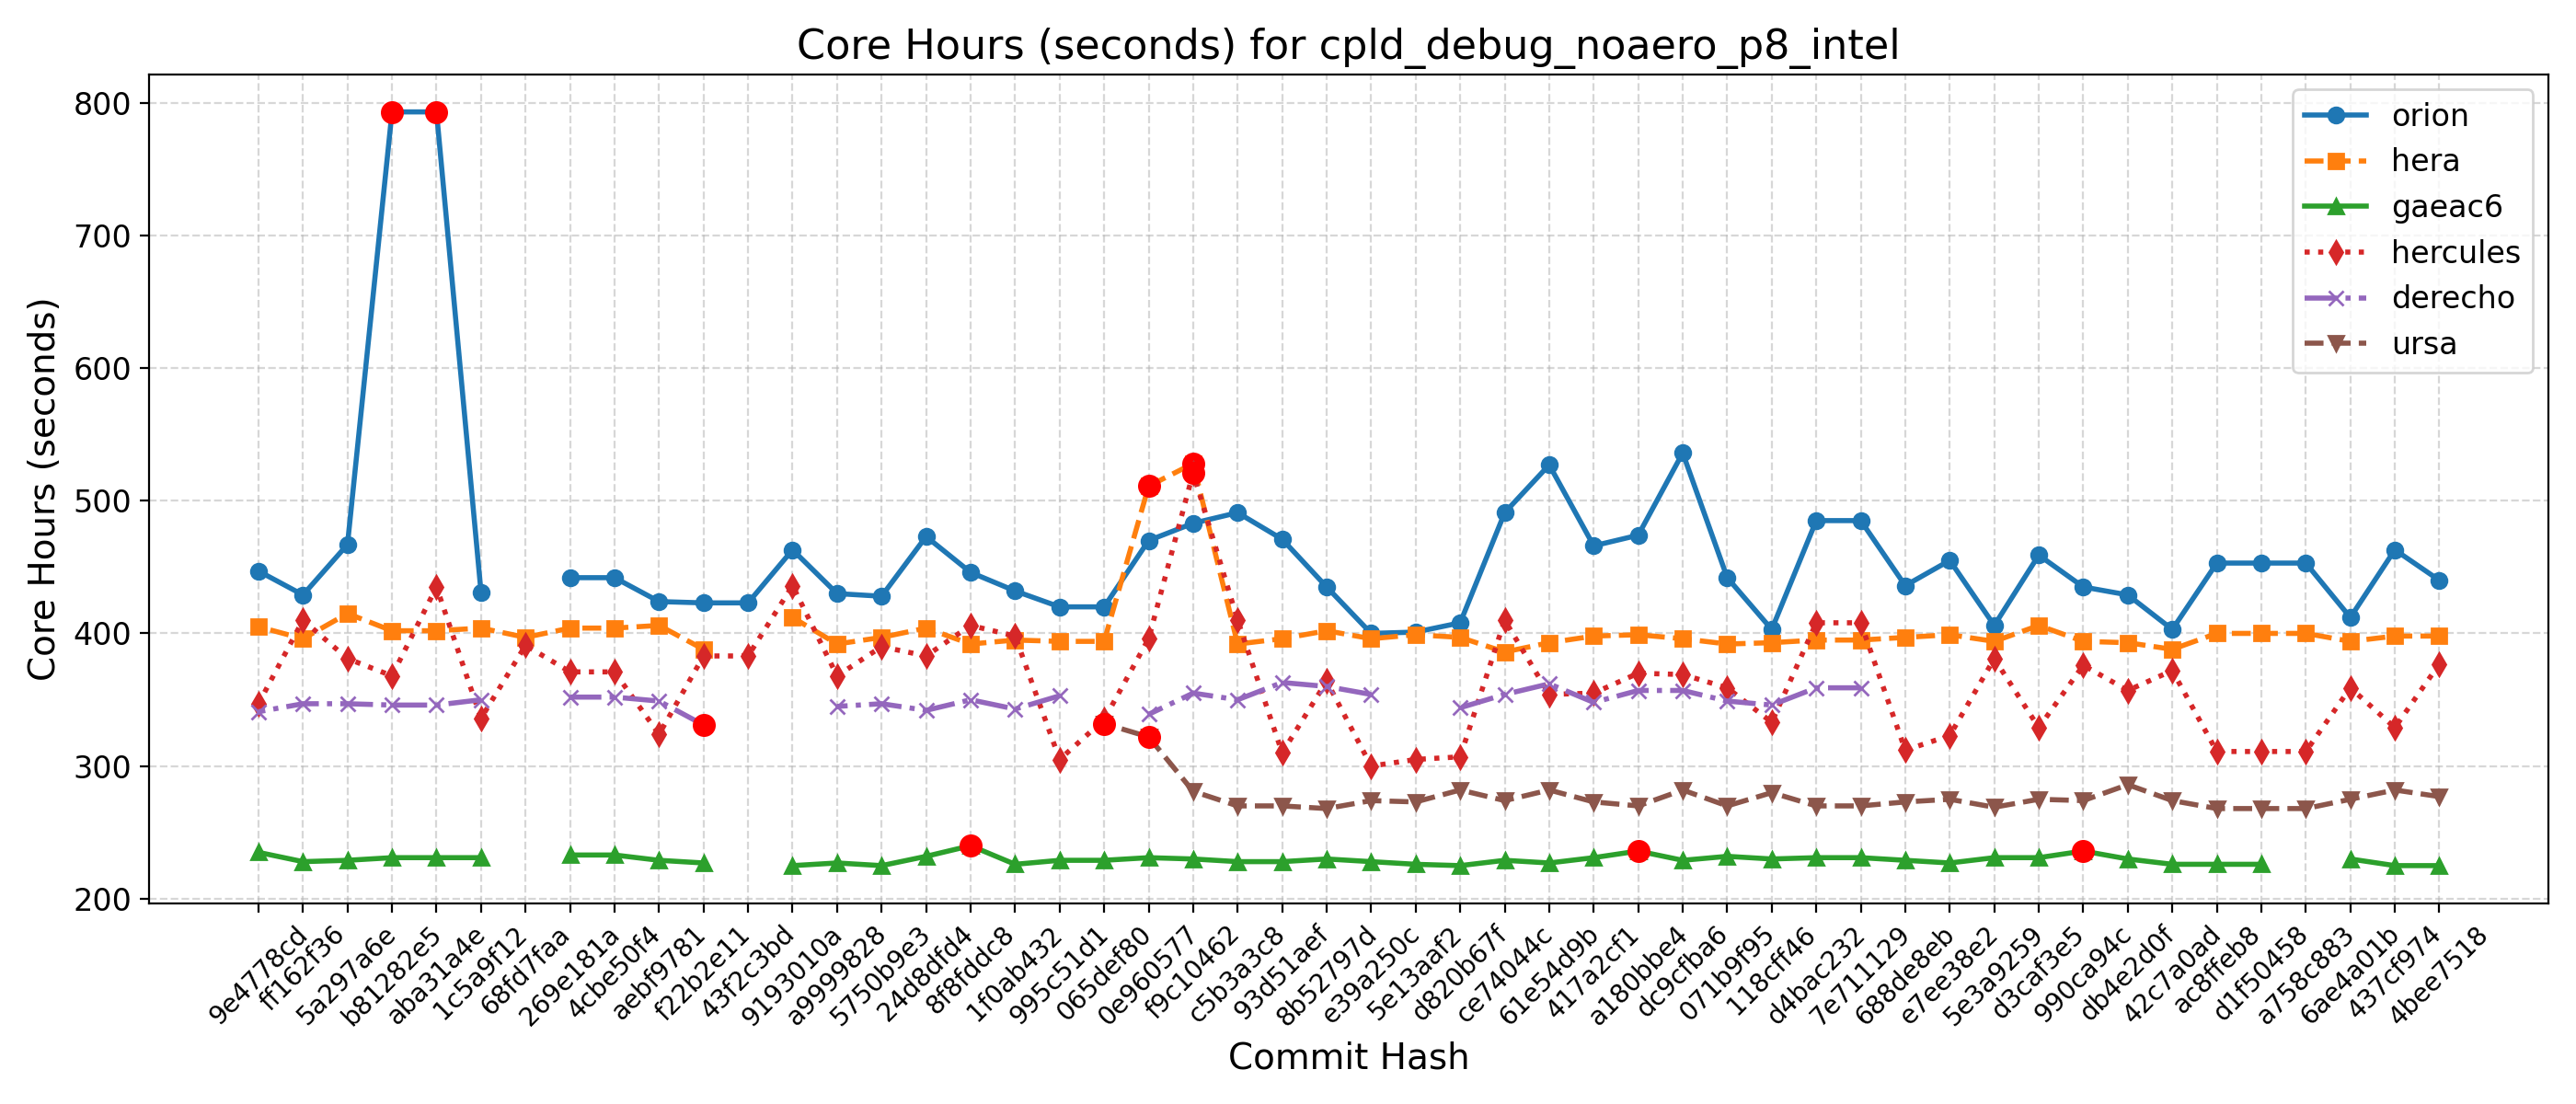 Core Hours (seconds) for cpld_debug_noaero_p8_intel
Core Hours (seconds)
800
700
600
500
400
300
200
orion
hera
gaeac6
hercules
derecho
ursa
9e4778cd
ff162f36
5a297a6e
b81282e5
aba31a4e
1c5a9f12
68fd7faa
269e181a
4cbe50f4
aebf9781
f22b2e11
43f2c3bd
9193010a
a9999828
5750b9e3
24d8dfd4
8f8fddc8
1f0ab432
995c51d1
065def80
0e960577
f9c10462
c5b3a3c8
93d51aef
8b52797d
e39a250c
5e13aaf2
d820b67f
ce74044c
61e54d9b
417a2cf1
a180bbe4
dc9cfba6
071b9f95
118cff46
d4bac232
7e711129
688de8eb
e7ee38e2
5e3a9259
d3caf3e5
990ca94c
db4e2d0f
42c7a0ad
ac8ffeb8
d1f50458
a758c883
6ae4a01b
437cf974
4bee7518
Commit Hash